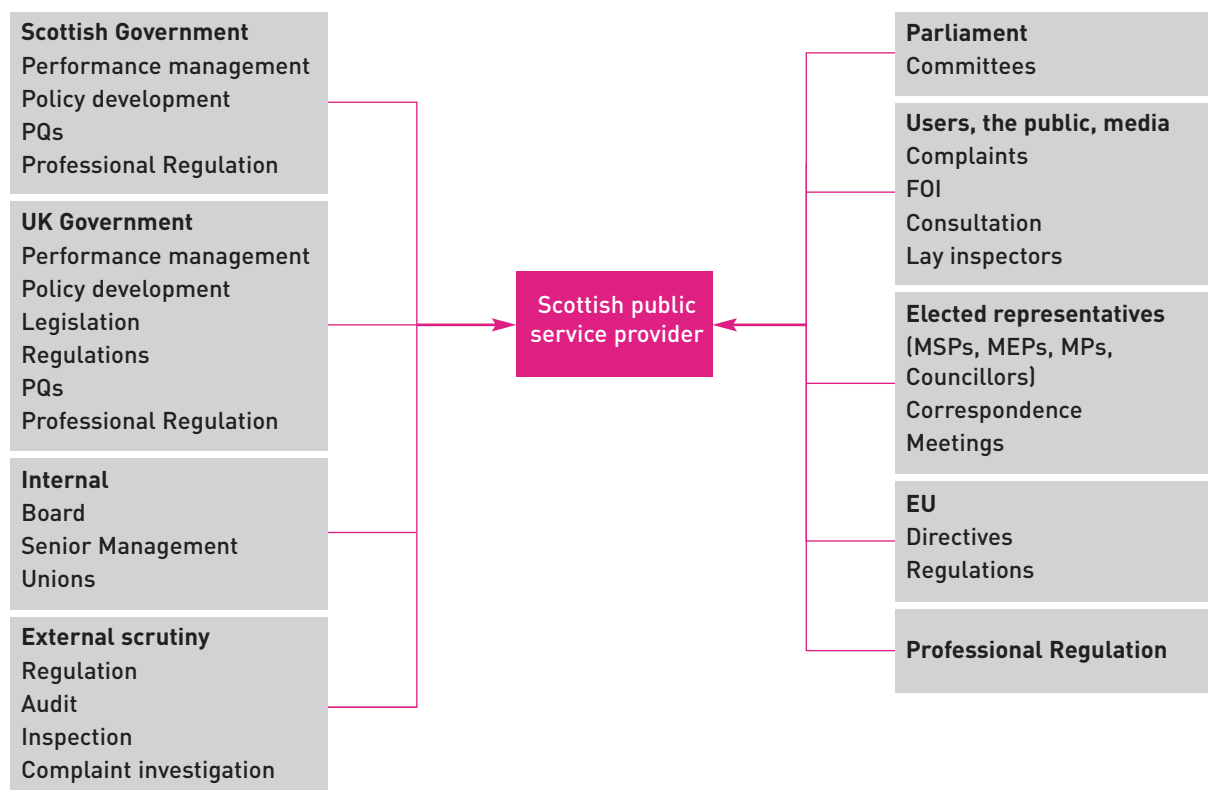 Scottish Government
Performance management
Policy development
PQs
Professional Regulation
UK Government
Performance management
Policy development
Legislation
Regulations
PQs
Professional Regulation
Internal
Board
Senior Management
Unions
External scrutiny
Regulation
Audit
Inspection
Complaint investigation
Scottish public
service provider
Parliament
Committees
Users, the public, media
Complaints
FOI
Consultation
Lay inspectors
Elected representatives
(MSPs, MEPs, MPs,
Councillors)
Correspondence
Meetings
EU
Directives
Regulations
Professional Regulation